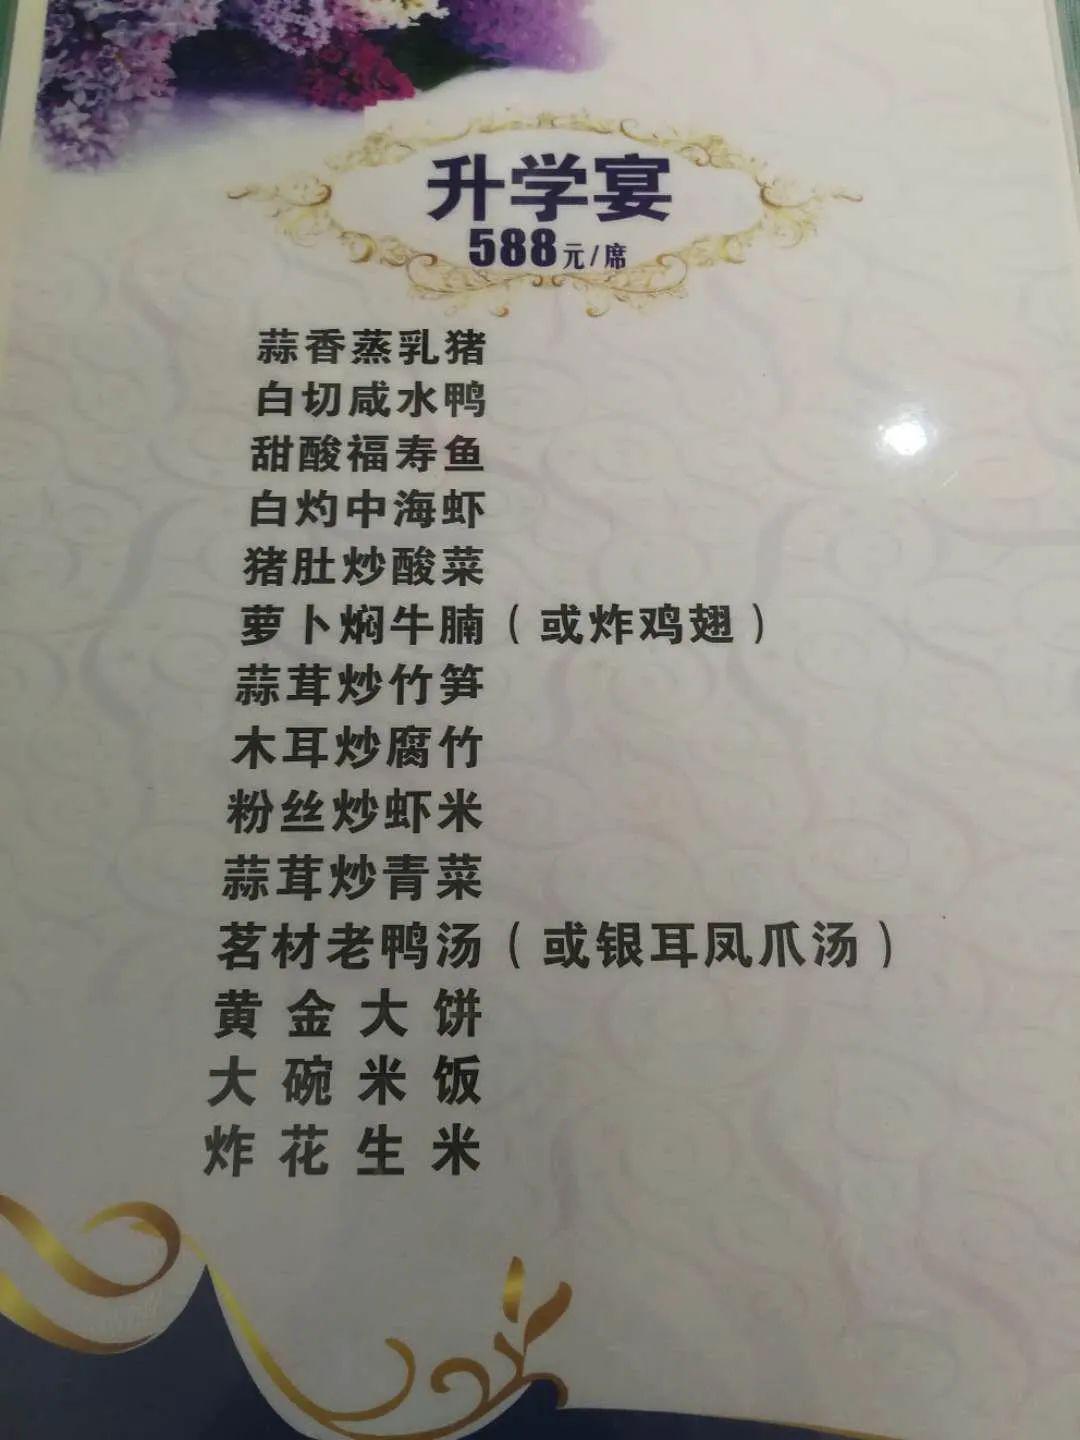 升学宴
588元/席
蒜香蒸乳猪
白切咸水鸭
甜酸福寿鱼
白灼中海虾
猪肚炒酸菜
萝卜焖牛腩（或炸鸡翅）
蒜茸炒竹笋
木耳炒腐竹
粉丝炒虾米
蒜茸炒青菜
茗材老鸭汤（或银耳凤爪汤）
黄金大饼
大碗米饭
炸花生米